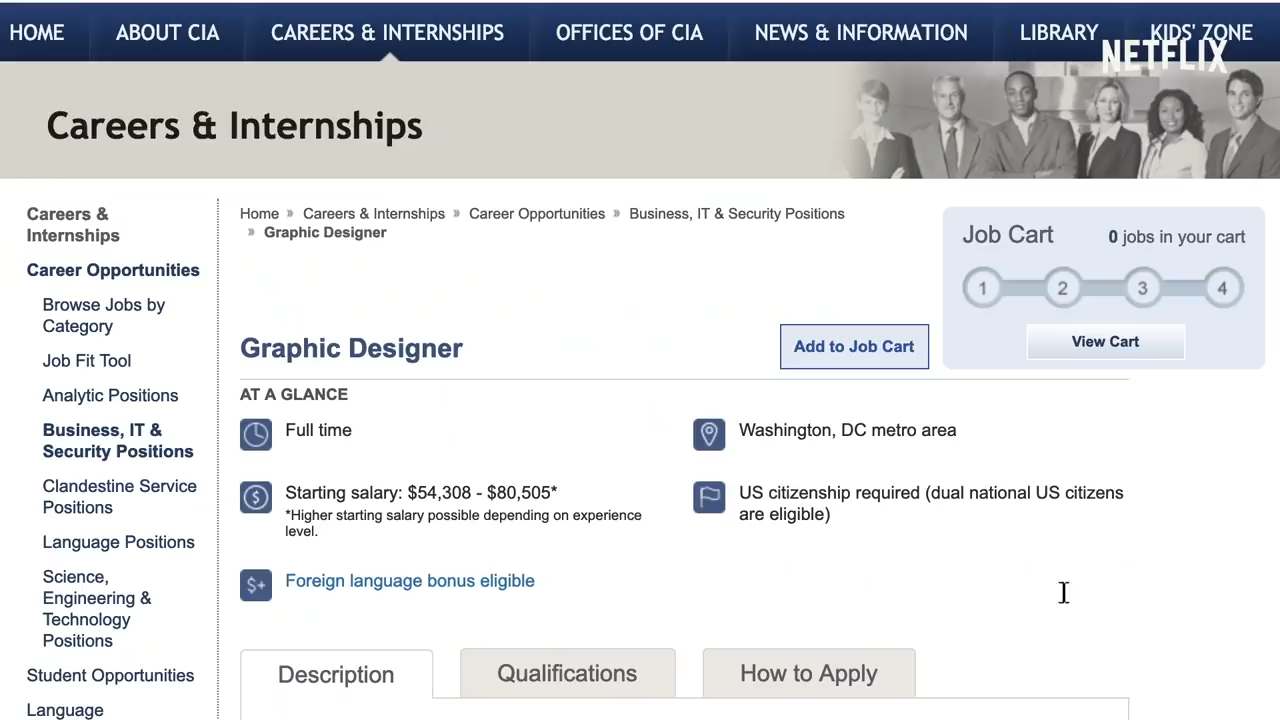 HOME ABOUT CIA CAREERS & INTERNSHIPS OFFICES OF CIA NEWS & INFORMATION LIBRARY KIDS' ZONE
NETFLIX
Careers & Internships
Careers &
Internships
Career Opportunities
Browse Jobs by
Category
Job Fit Tool
Analytic Positions
Business, IT &
Security Positions
Clandestine Service
Positions
Language Positions
Science,
Engineering &
Technology
Positions
Student Opportunities
Language
Home » Careers & Internships » Career Opportunities » Business, IT & Security Positions
» Graphic Designer
Job Cart 0 jobs in your cart
1 2 3 4
View Cart
Graphic Designer
Add to Job Cart
AT A GLANCE
Full time
Washington, DC metro area
Starting salary: $54,308 - $80,505*
*Higher starting salary possible depending on experience
level.
US citizenship required (dual national US citizens
are eligible)
$+ Foreign language bonus eligible
Description Qualifications How to Apply